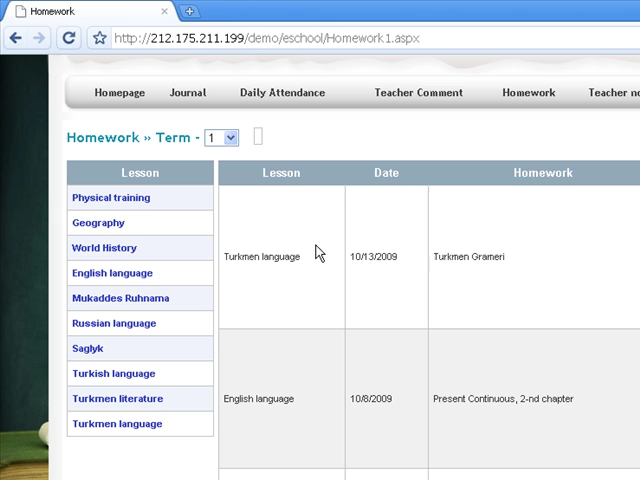 Homework
http://212.175.211.199/demo/eschool/Homework1.aspx
Homepage Journal Daily Attendance Teacher Comment Homework Teacher no
Homework » Term - 1
Lesson
Physical training
Geography
World History
English language
Mukaddes Ruhnama
Russian language
Saglyk
Turkish language
Turkmen literature
Turkmen language
Lesson Date Homework
Turkmen language 10/13/2009 Turkmen Grameri
English language 10/8/2009 Present Continuous, 2-nd chapter